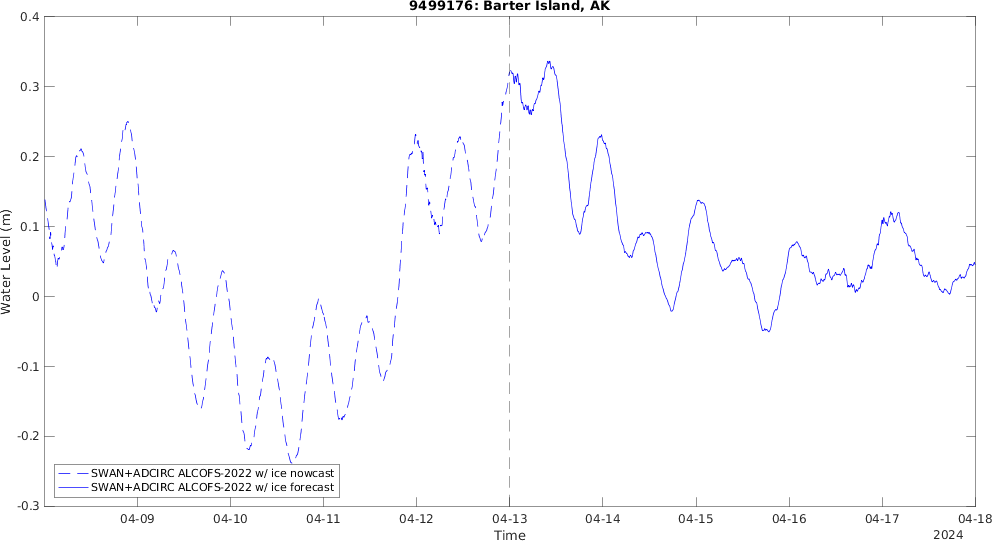 9499176: Barter Island, AK
0.4
0.3
0.2
0.1
0
-0.1
-0.2
-0.3
Water Level (m)
SWAN+ADCIRC ALCOFS-2022 w/ ice nowcast
SWAN+ADCIRC ALCOFS-2022 w/ ice forecast
04-09 04-10 04-11 04-12 04-13 04-14 04-15 04-16 04-17 04-18
Time
2024